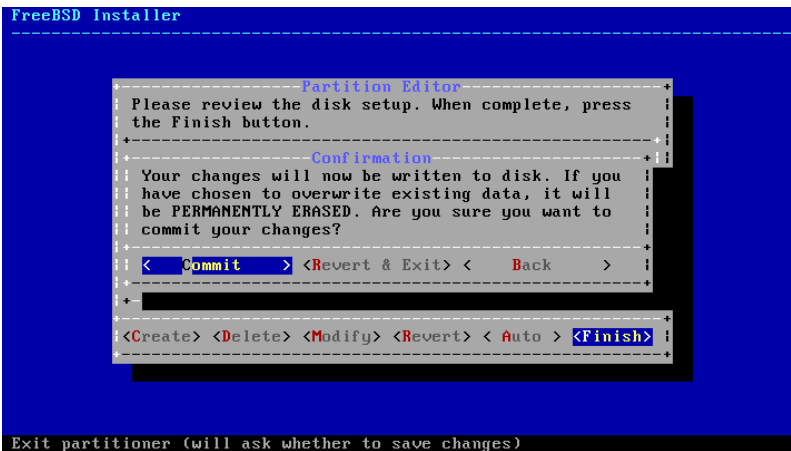 FreeBSD Installer
Partition Editor
Please review the disk setup. When complete, press
the Finish button.
Confirmation
Your changes will now be written to disk. If you
have chosen to overwrite existing data, it will
be PERMANENTLY ERASED. Are you sure you want to
commit your changes?
< Commit > <Revert & Exit> < Back >
<Create> <Delete> <Modify> <Revert> < Auto > <Finish>
Exit partitioner (will ask whether to save changes)